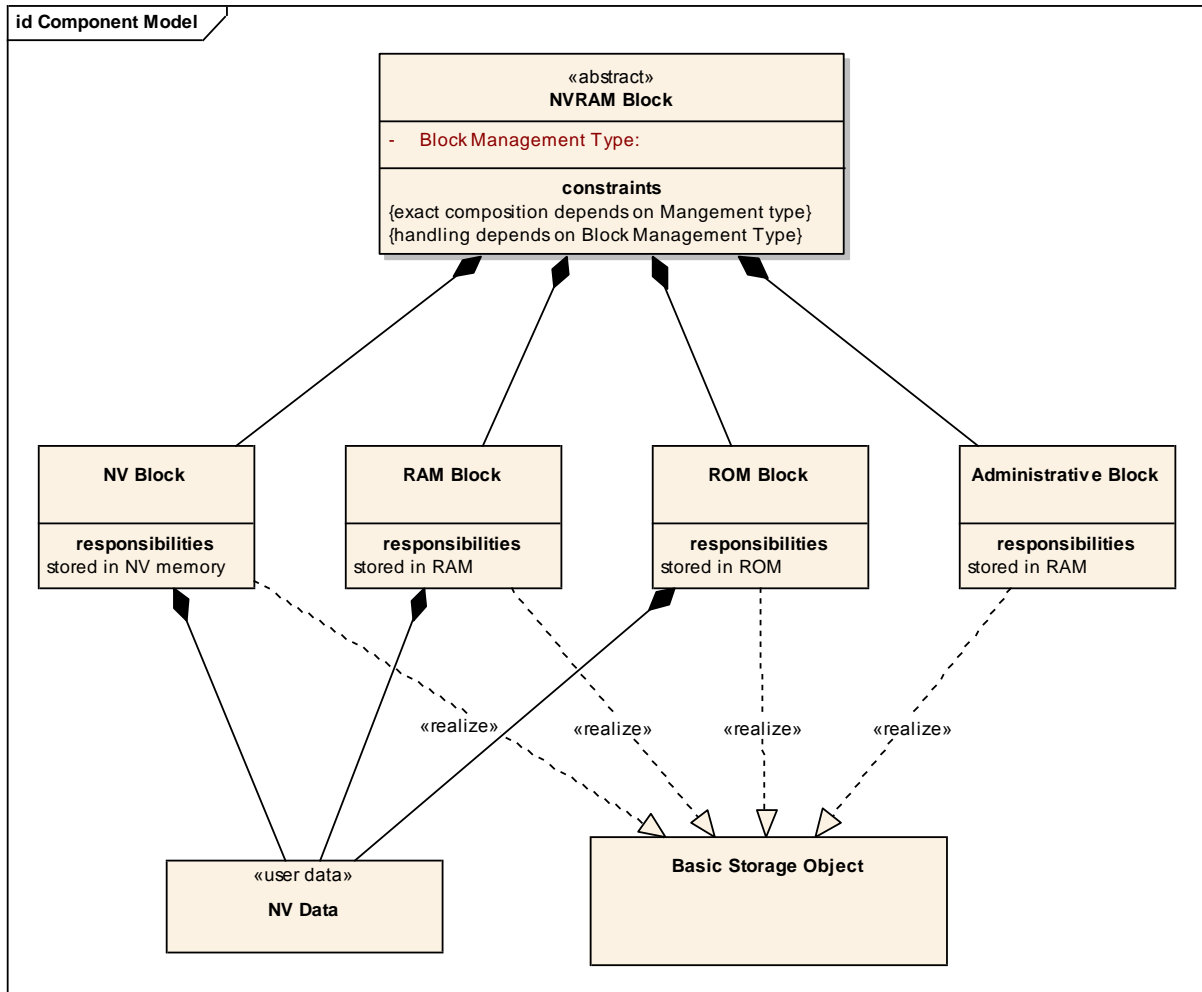 id Component Model
«abstract»
NVRAM Block
- Block Management Type:
constraints
{exact composition depends on Mangement type}
{handling depends on Block Management Type}
NV Block
responsibilities
stored in NV memory
RAM Block
responsibilities
stored in RAM
ROM Block
responsibilities
stored in ROM
Administrative Block
responsibilities
stored in RAM
«realize»
«realize»
«realize»
«realize»
«user data»
NV Data
Basic Storage Object